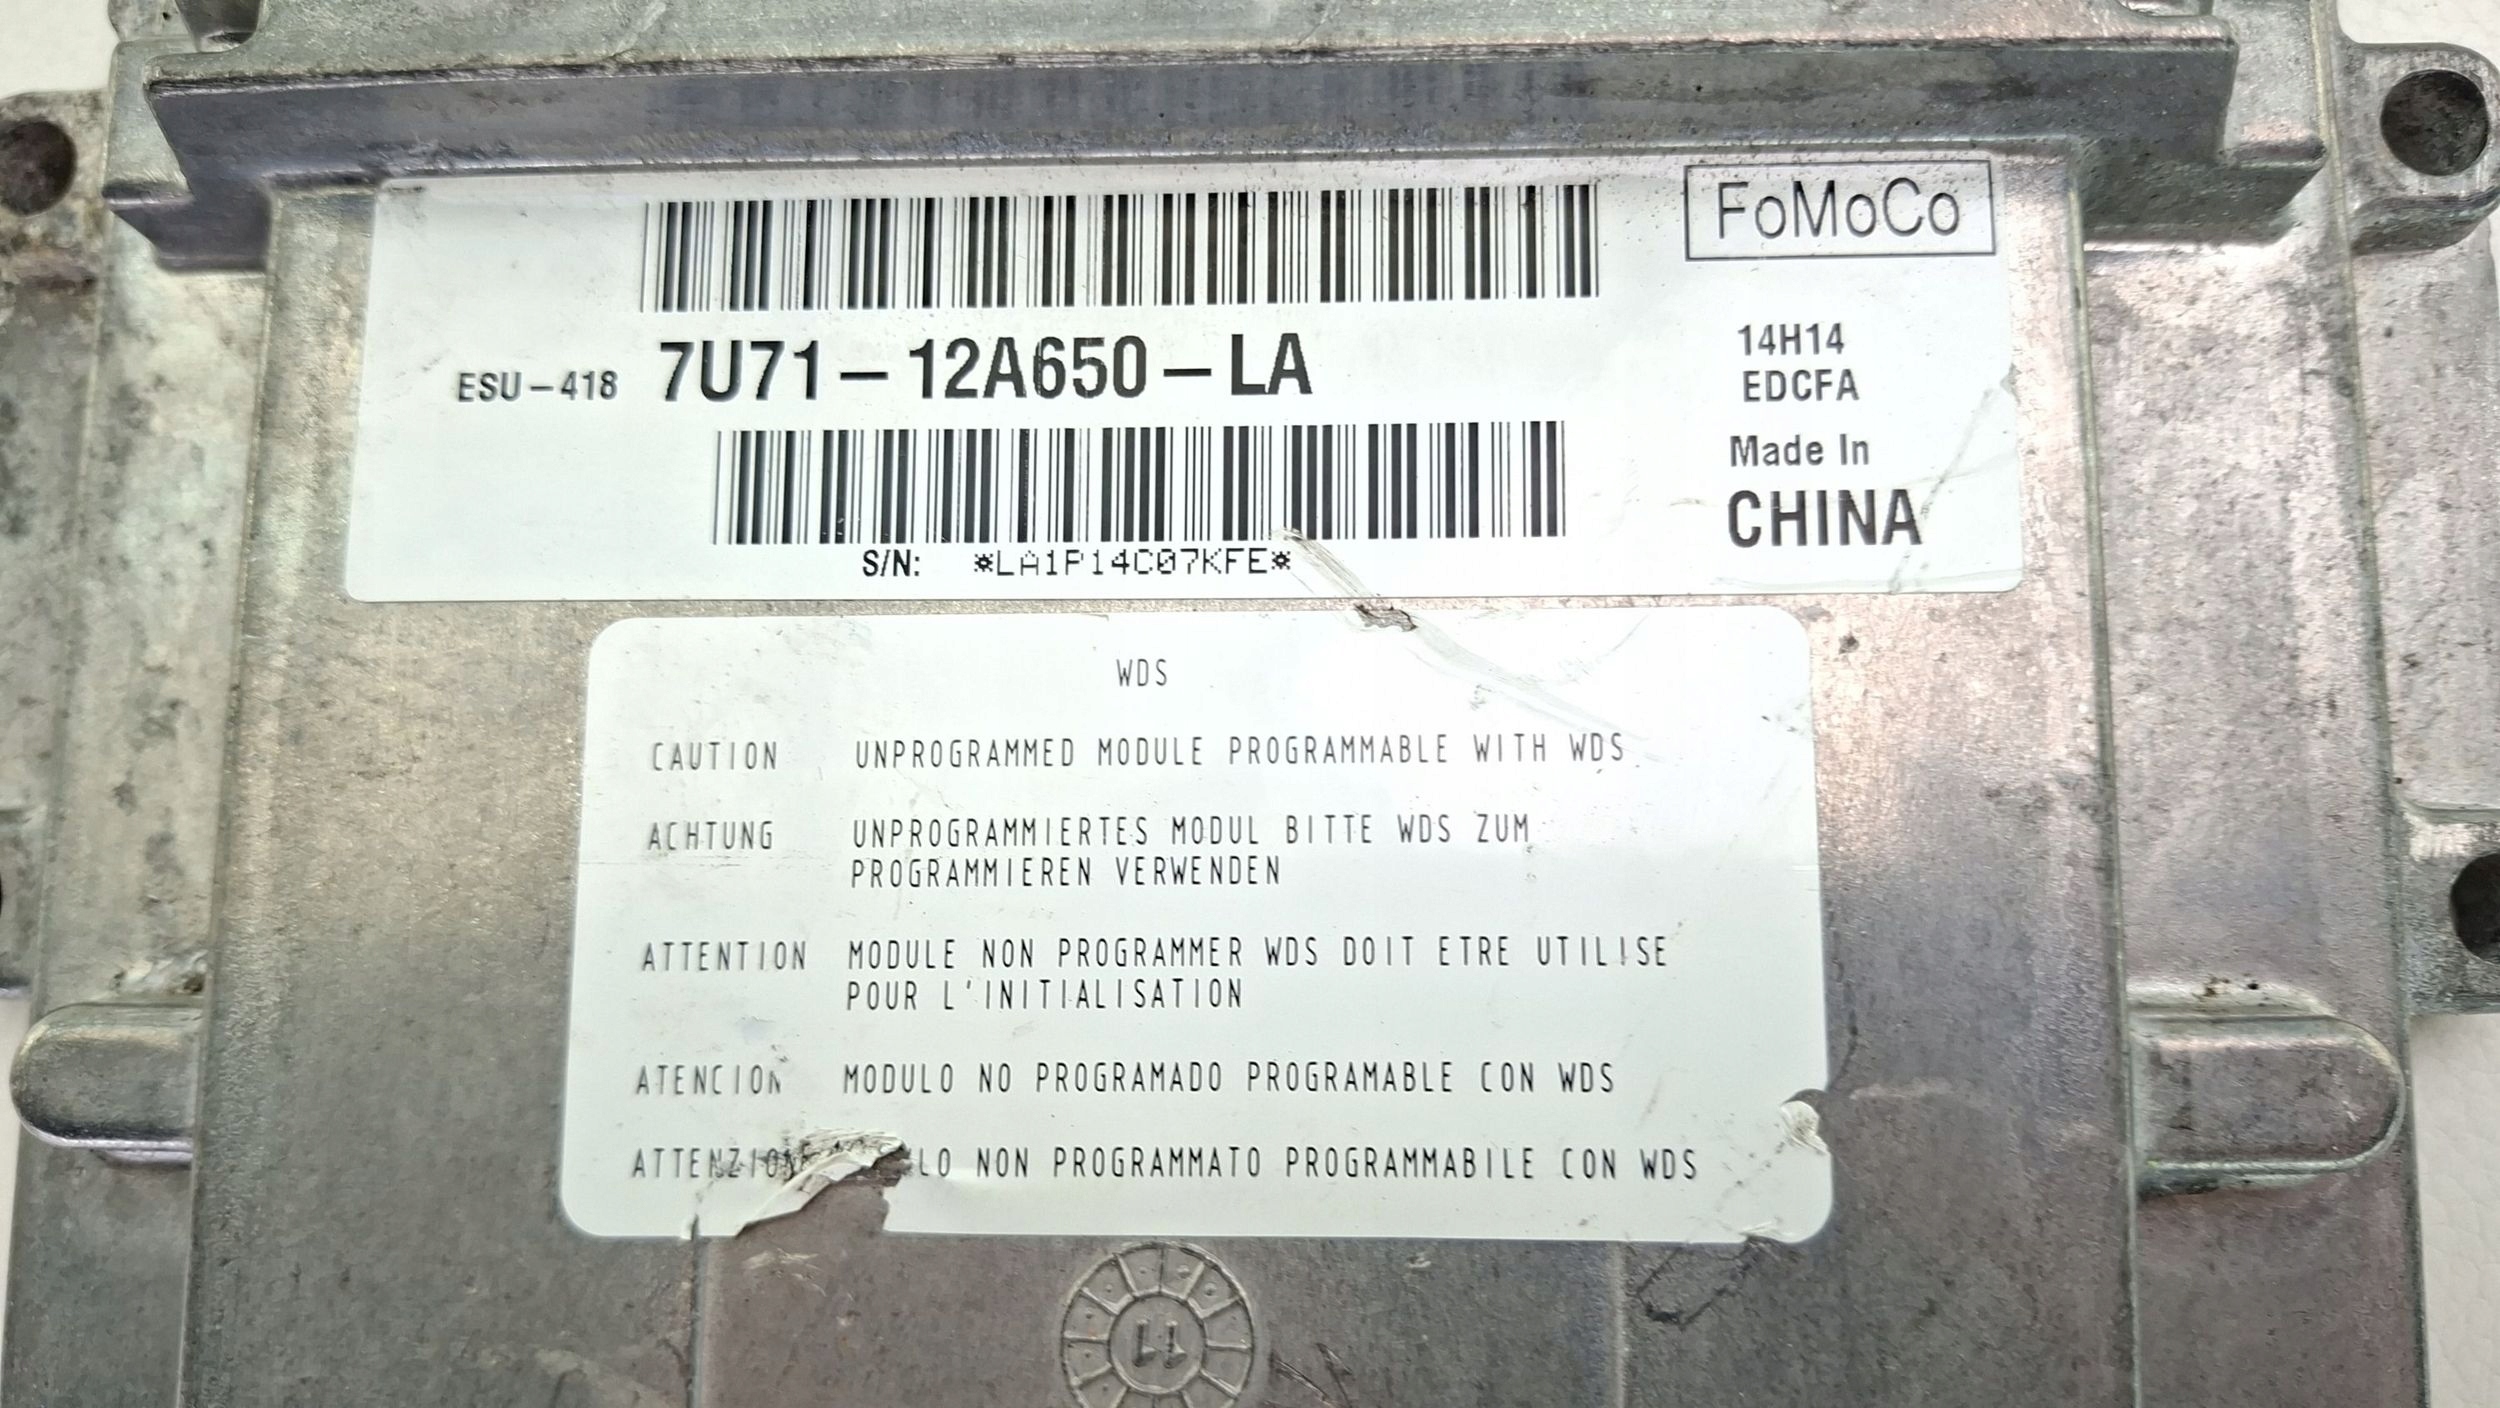 FoMoCo
ESU-418 7U71-12A650-LA
14H14
EDCFA
Made In
CHINA
S/N: *LA1P14C07KFE*
WDS
CAUTION UNPROGRAMMED MODULE PROGRAMMABLE WITH WDS
ACHTUNG UNPROGRAMMIERTES MODUL BITTE WDS ZUM
PROGRAMMIEREN VERWENDEN
ATTENTION MODULE NON PROGRAMMER WDS DOIT ETRE UTILISE
POUR L'INITIALISATION
ATENCION MODULO NO PROGRAMADO PROGRAMABLE CON WDS
ATTENZIONE NON PROGRAMMATO PROGRAMMABILE CON WDS
11